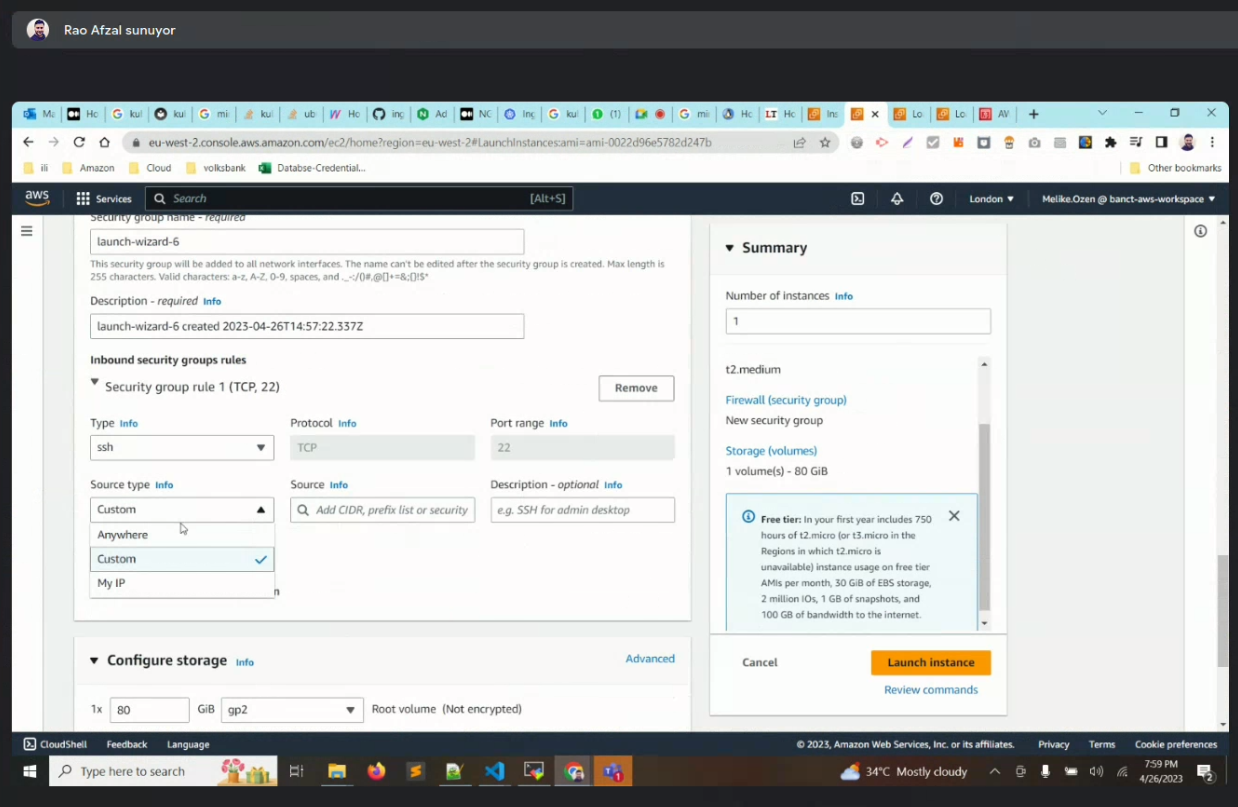 Rao Afzal sunuyor
Ma Ho kul kul mi kul ub Ho ing Ad NC Ing kul (1) mi Ho LT Ho Ins Lo Lo AV
eu-west-2.console.aws.amazon.com/ec2/home?region=eu-west-2#LaunchInstances:ami=ami-0022d96e5782d247b
ili Amazon Cloud volksbank Databse-Credential... Other bookmarks
aws Services Search [Alt+S] London ▼ Melike.Ozen @ banct-aws-workspace ▼
Security group name - required
launch-wizard-6
This security group will be added to all network interfaces. The name can't be edited after the security group is created. Max length is
255 characters. Valid characters: a-z, A-Z, 0-9, spaces, and ._-:/()#,@[]+=&;{}!$*
Description - required Info
launch-wizard-6 created 2023-04-26T14:57:22.337Z
Inbound security groups rules
▼ Security group rule 1 (TCP, 22) Remove
Type Info Protocol Info Port range Info
ssh TCP 22
Source type Info Source Info Description - optional Info
Custom Add CIDR, prefix list or security e.g. SSH for admin desktop
Anywhere
Custom
My IP
▼ Configure storage Info Advanced
1x 80 GiB gp2 Root volume (Not encrypted)
▼ Summary
Number of instances Info
1
t2.medium
Firewall (security group)
New security group
Storage (volumes)
1 volume(s) - 80 GiB
Free tier: In your first year includes 750
hours of t2.micro (or t3.micro in the
Regions in which t2.micro is
unavailable) instance usage on free tier
AMIs per month, 30 GiB of EBS storage,
2 million IOs, 1 GB of snapshots, and
100 GB of bandwidth to the internet.
Cancel Launch instance
Review commands
CloudShell Feedback Language © 2023, Amazon Web Services, Inc. or its affiliates. Privacy Terms Cookie preferences
Type here to search 34°C Mostly cloudy 7:59 PM
4/26/2023